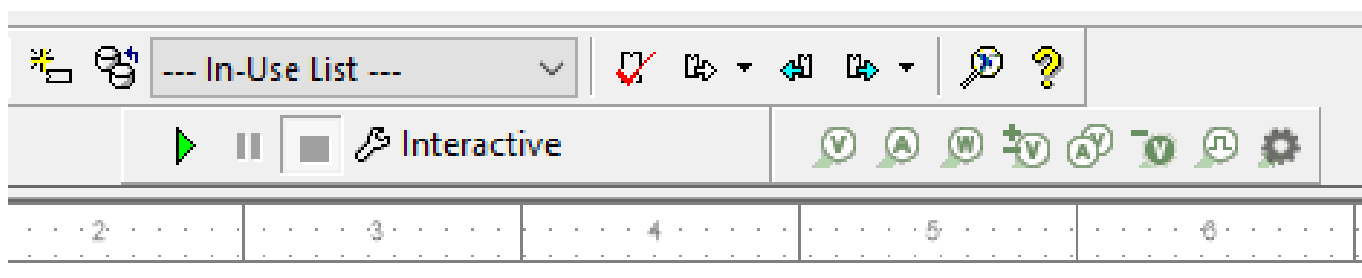 --- In-Use List ---
Interactive
V A W V A V V
2 3 4 5 6